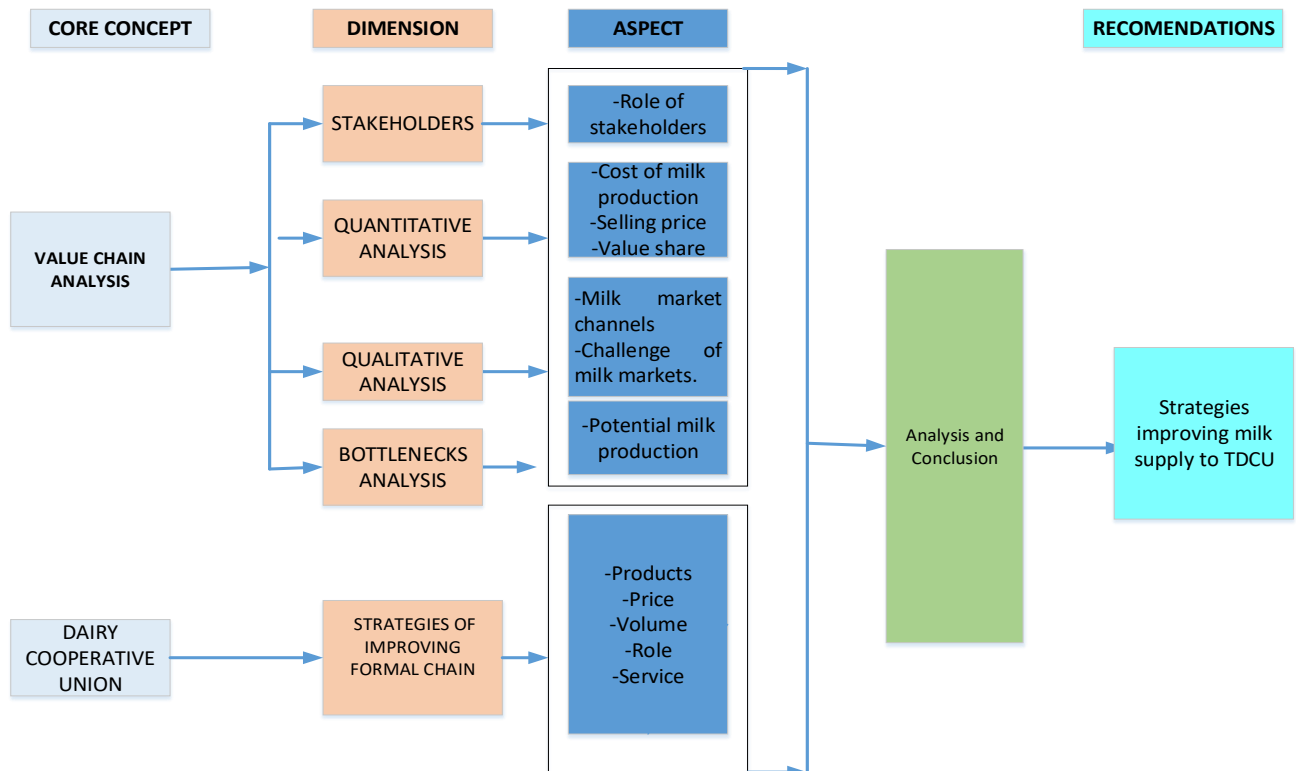 CORE CONCEPT
DIMENSION
ASPECT
RECOMENDATIONS
STAKEHOLDERS
-Role of
stakeholders
VALUE CHAIN
ANALYSIS
QUANTITATIVE
ANALYSIS
-Cost of milk
production
-Selling price
-Value share
QUALITATIVE
ANALYSIS
-Milk market
channels
-Challenge of
milk markets.
BOTTLENECKS
ANALYSIS
-Potential milk
production
Analysis and
Conclusion
Strategies
improving milk
supply to TDCU
DAIRY
COOPERATIVE
UNION
STRATEGIES OF
IMPROVING
FORMAL CHAIN
-Products
-Price
-Volume
-Role
-Service